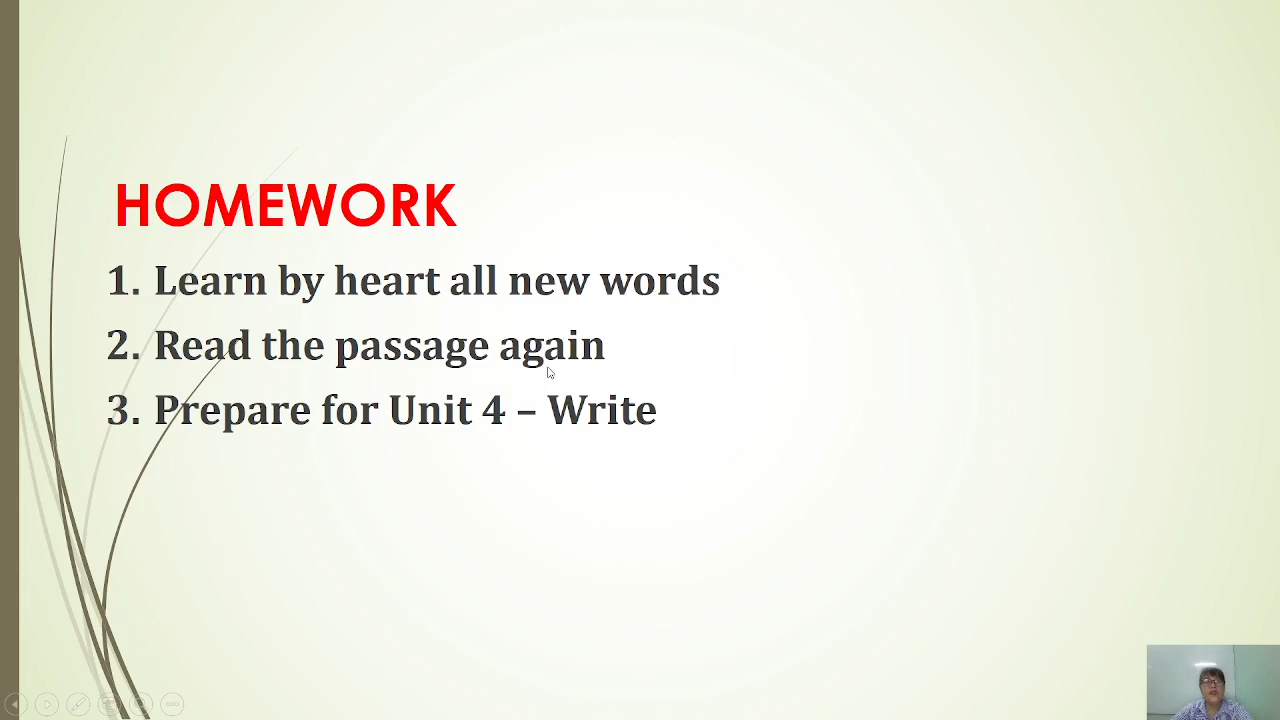 HOMEWORK
1. Learn by heart all new words
2. Read the passage again
3. Prepare for Unit 4 – Write